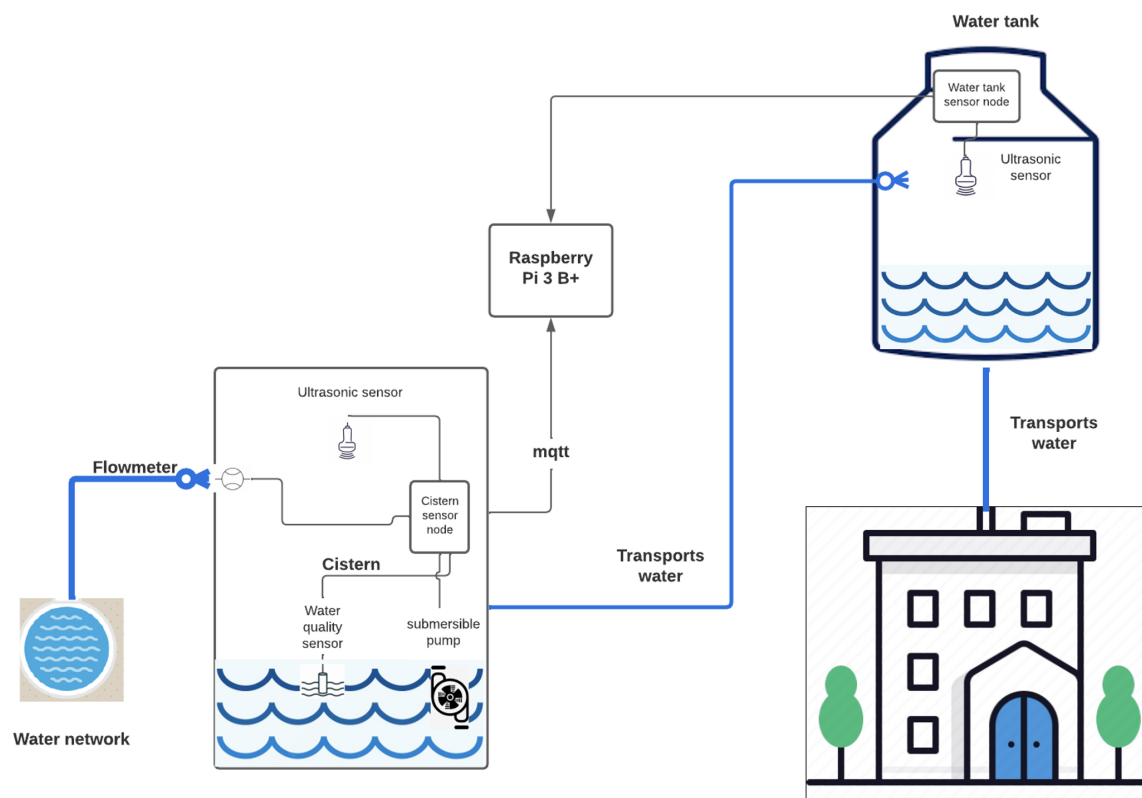 Water tank
Water tank
sensor node
Ultrasonic
sensor
Raspberry
Pi 3 B+
Ultrasonic sensor
mqtt
Transports
water
Flowmeter
Cistern
sensor
node
Transports
water
Cistern
Water
quality
sensor
submersible
pump
Water network